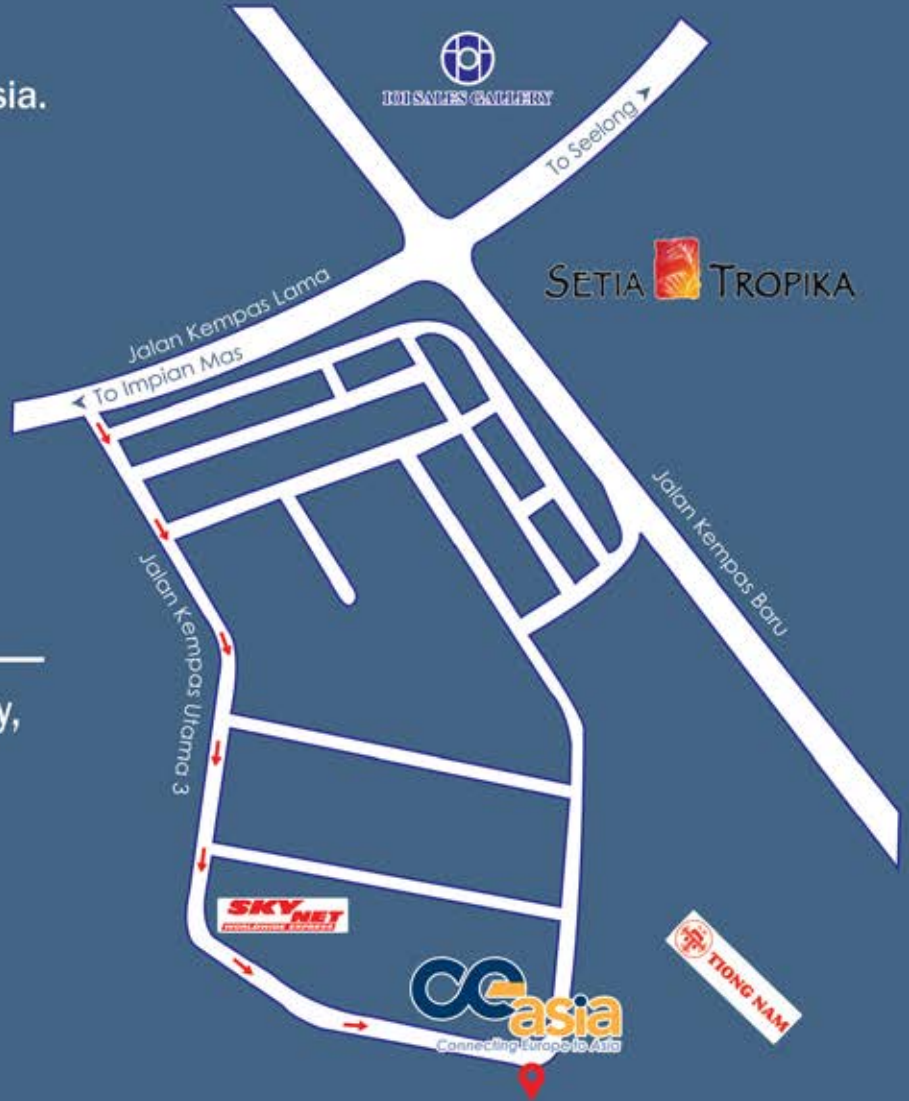 sia.
IOI SALES GALLERY
To Seelong
SETIA TROPIKA
Jalan Kempas Lama
To Impian Mas
Jalan Kempas Baru
Jalan Kempas Utama 3
y,
SKYNET
WORLDWIDE EXPRESS
TIONG NAM
CE asia
Connecting Europe to Asia